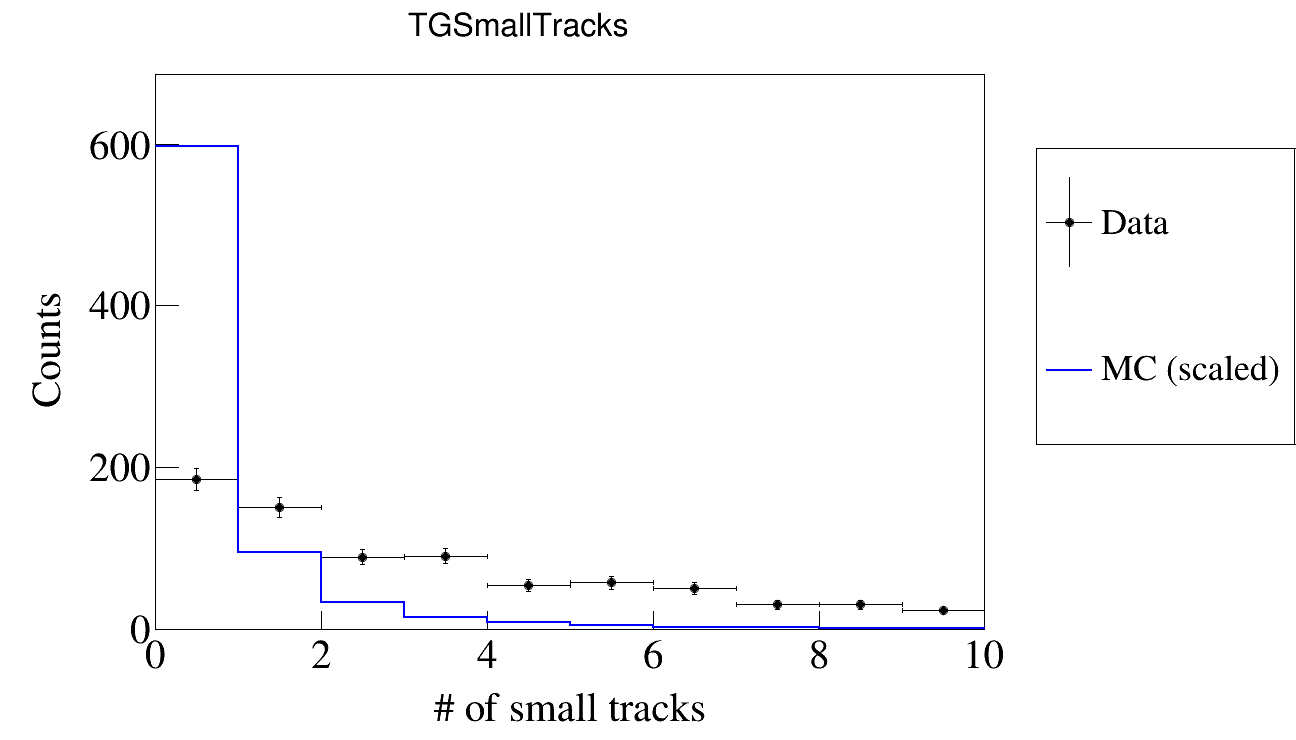 TGSmallTracks
Counts
600
400
200
0
0 2 4 6 8 10
# of small tracks
Data
MC (scaled)